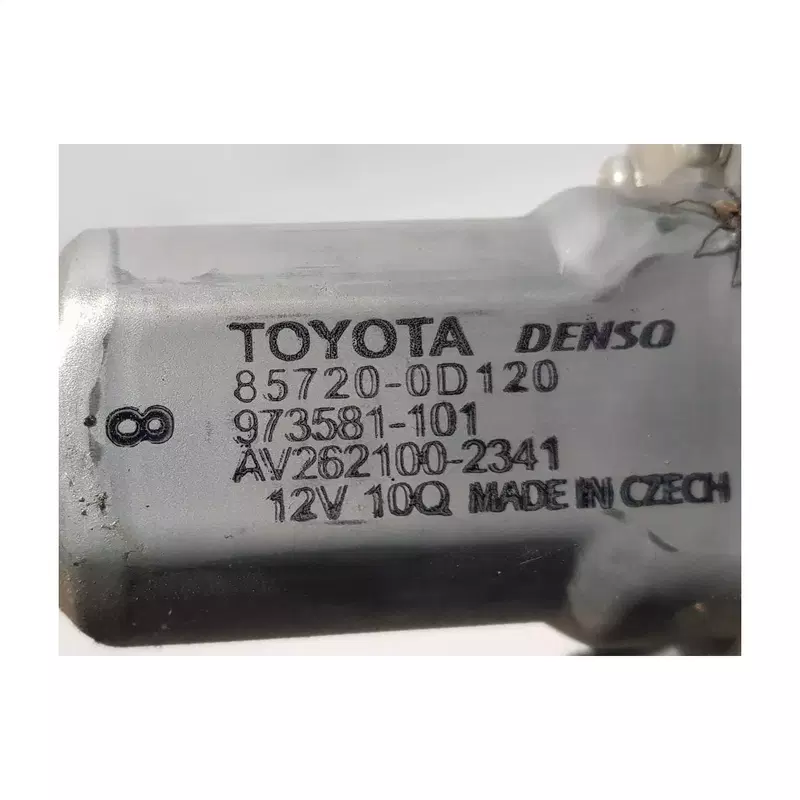 TOYOTA DENSO
85720-0D120
973581-101
AV262100-2341
12V 10Q MADE IN CZECH
8